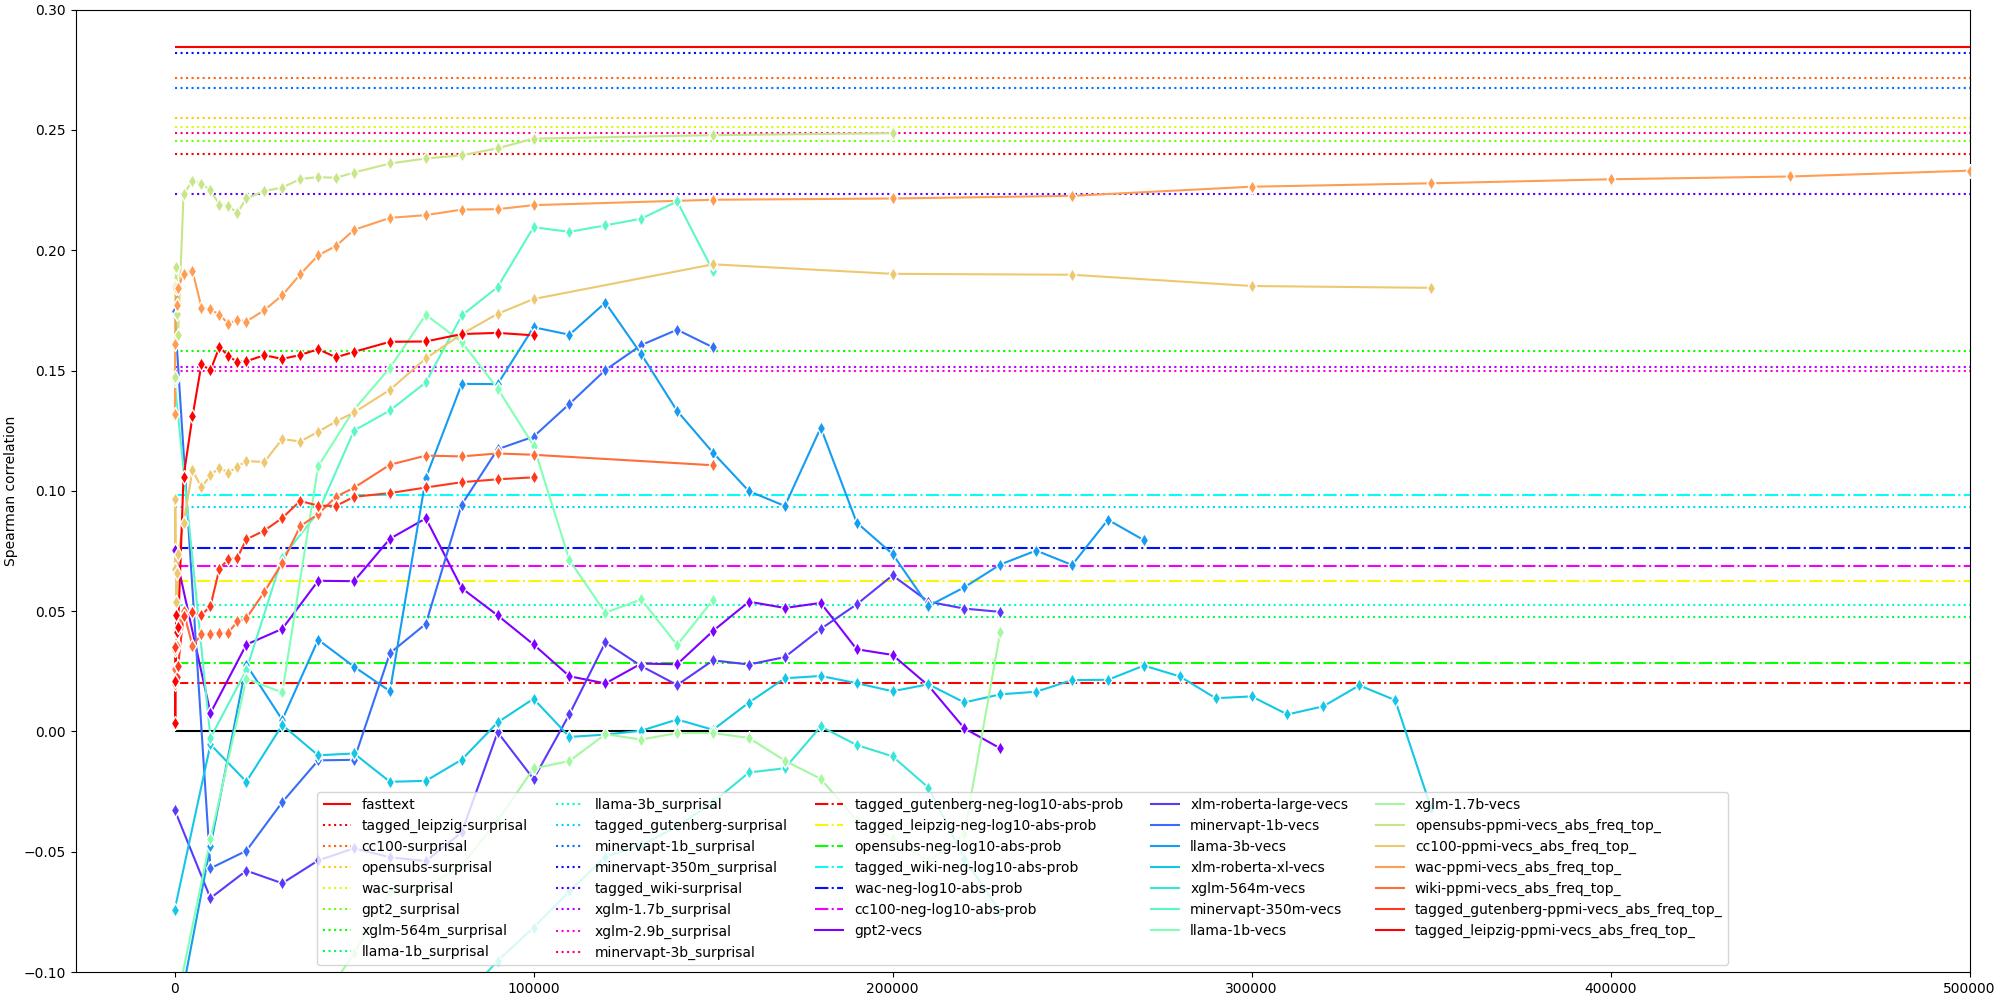 0.30
0.25
0.20
0.15
0.10
0.05
0.00
−0.05
−0.10
Spearman correlation
0
100000
200000
300000
400000
500000
fasttext
tagged_leipzig-surprisal
cc100-surprisal
opensubs-surprisal
wac-surprisal
gpt2_surprisal
xglm-564m_surprisal
llama-1b_surprisal
llama-3b_surprisal
tagged_gutenberg-surprisal
minervapt-1b_surprisal
minervapt-350m_surprisal
tagged_wiki-surprisal
xglm-1.7b_surprisal
xglm-2.9b_surprisal
minervapt-3b_surprisal
tagged_gutenberg-neg-log10-abs-prob
tagged_leipzig-neg-log10-abs-prob
opensubs-neg-log10-abs-prob
tagged_wiki-neg-log10-abs-prob
wac-neg-log10-abs-prob
cc100-neg-log10-abs-prob
gpt2-vecs
xlm-roberta-large-vecs
minervapt-1b-vecs
llama-3b-vecs
xlm-roberta-xl-vecs
xglm-564m-vecs
minervapt-350m-vecs
llama-1b-vecs
xglm-1.7b-vecs
opensubs-ppmi-vecs_abs_freq_top_
cc100-ppmi-vecs_abs_freq_top_
wac-ppmi-vecs_abs_freq_top_
wiki-ppmi-vecs_abs_freq_top_
tagged_gutenberg-ppmi-vecs_abs_freq_top_
tagged_leipzig-ppmi-vecs_abs_freq_top_